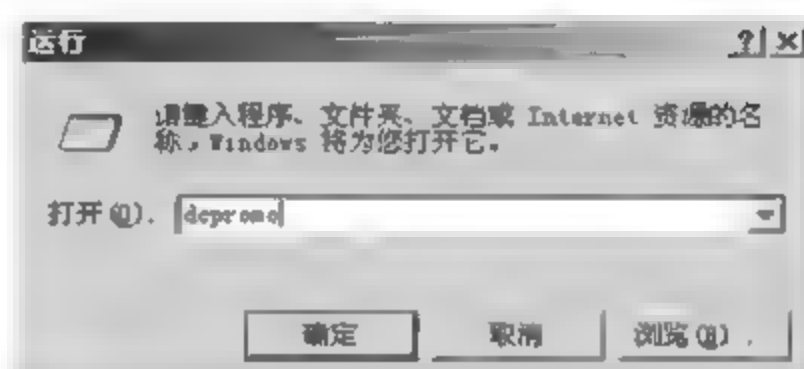 运行
请键入程序、文件夹、文档或 Internet 资源的名
称，Windows 将为您打开它。
打开(O): dcpromo
确定 取消 浏览(B)...